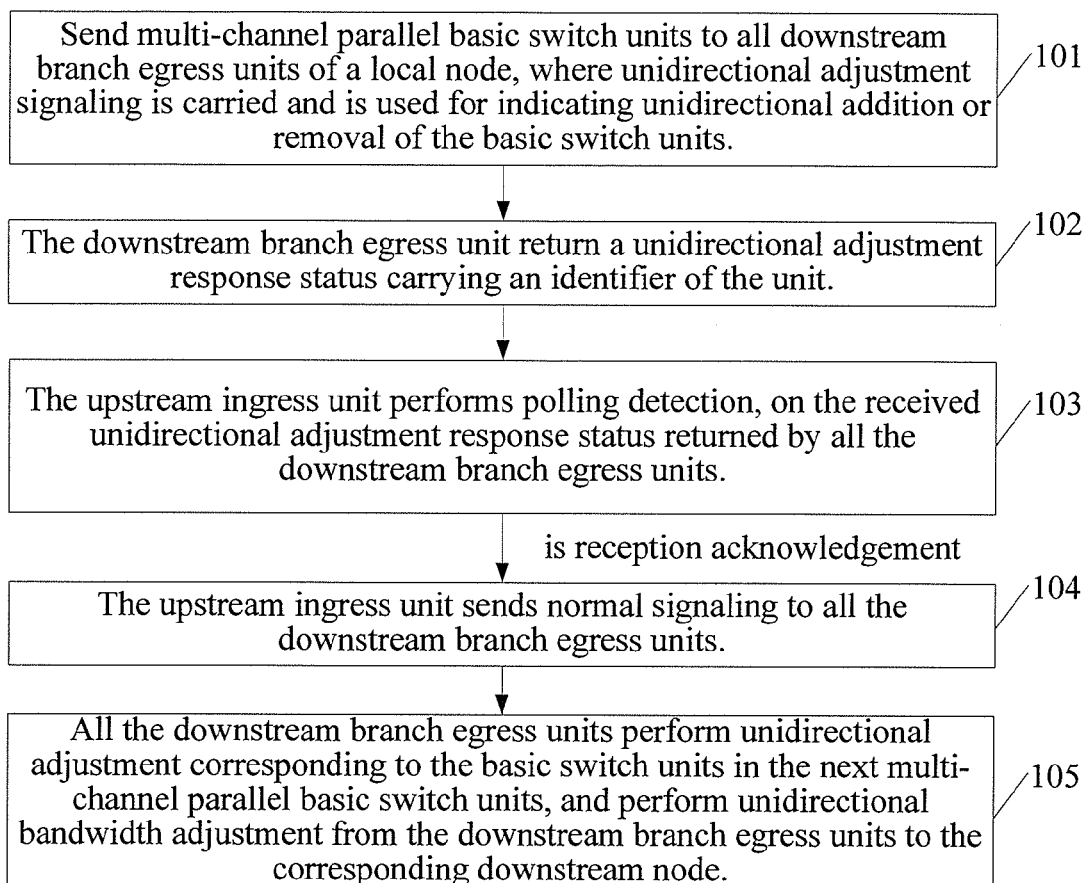 Send multi-channel parallel basic switch units to all downstream
branch egress units of a local node, where unidirectional adjustment
signaling is carried and is used for indicating unidirectional addition or
removal of the basic switch units.
101
The downstream branch egress unit return a unidirectional adjustment
response status carrying an identifier of the unit.
102
The upstream ingress unit performs polling detection, on the received
unidirectional adjustment response status returned by all the
downstream branch egress units.
103
is reception acknowledgement
The upstream ingress unit sends normal signaling to all the
downstream branch egress units.
104
All the downstream branch egress units perform unidirectional
adjustment corresponding to the basic switch units in the next multi-
channel parallel basic switch units, and perform unidirectional
bandwidth adjustment from the downstream branch egress units to the
corresponding downstream node.
105